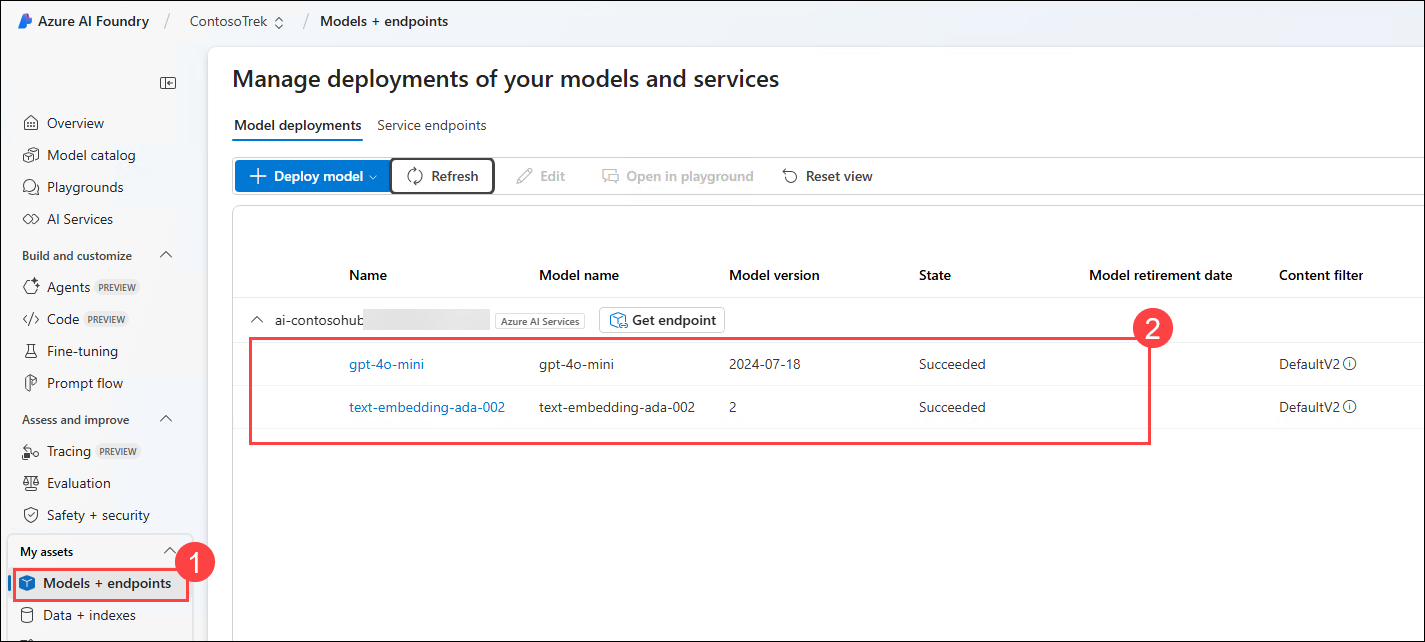 Azure AI Foundry / ContosoTrek / Models + endpoints
Manage deployments of your models and services
Overview
Model catalog
Playgrounds
AI Services
Build and customize
Agents PREVIEW
Code PREVIEW
Fine-tuning
Prompt flow
Assess and improve
Tracing PREVIEW
Evaluation
Safety + security
My assets
1
Models + endpoints
Data + indexes
Model deployments Service endpoints
Deploy model Refresh Edit Open in playground Reset view
Name Model name Model version State Model retirement date Content filter
ai-contosohub Azure AI Services Get endpoint
2
gpt-4o-mini gpt-4o-mini 2024-07-18 Succeeded DefaultV2
text-embedding-ada-002 text-embedding-ada-002 2 Succeeded DefaultV2